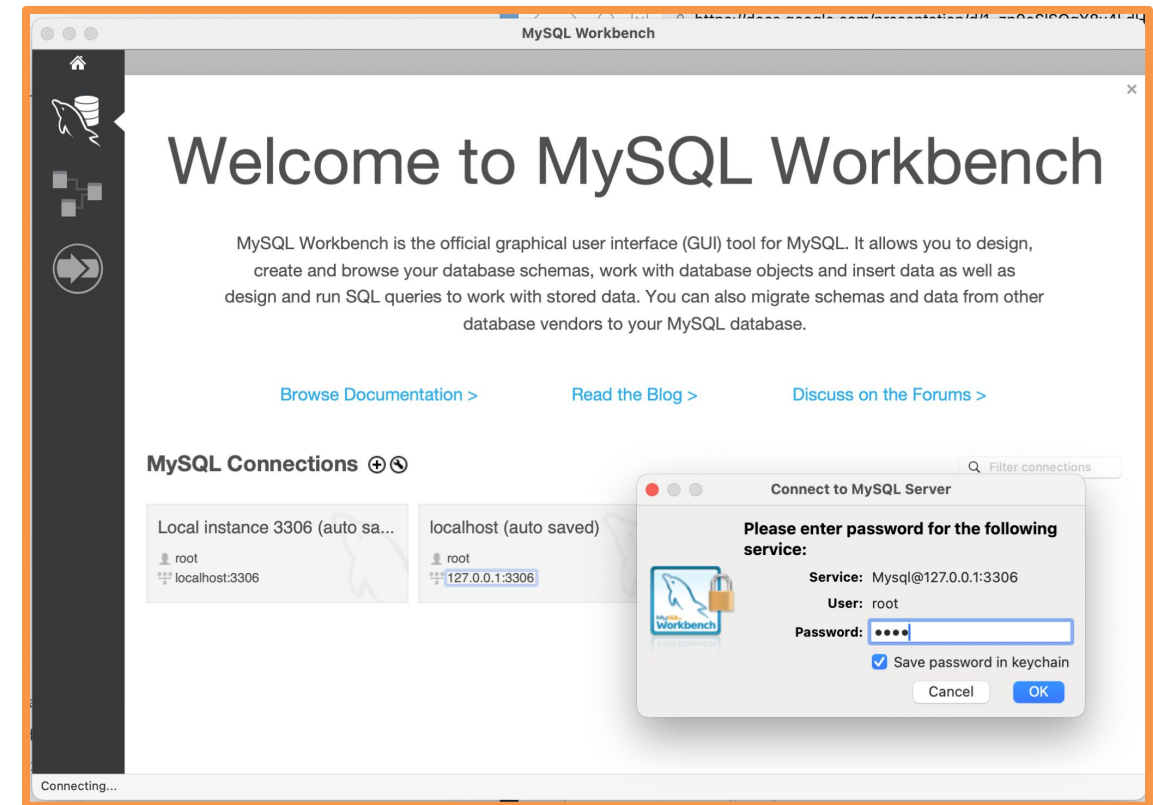 MySQL Workbench
Welcome to MySQL Workbench
MySQL Workbench is the official graphical user interface (GUI) tool for MySQL. It allows you to design,
create and browse your database schemas, work with database objects and insert data as well as
design and run SQL queries to work with stored data. You can also migrate schemas and data from other
database vendors to your MySQL database.
Browse Documentation >
Read the Blog >
Discuss on the Forums >
MySQL Connections
Filter connections
Local instance 3306 (auto sa...
root
localhost:3306
localhost (auto saved)
root
127.0.0.1:3306
Connect to MySQL Server
Please enter password for the following
service:
Service: Mysql@127.0.0.1:3306
User: root
Password: ••••
Save password in keychain
Cancel
OK
MySQL
Workbench
Connecting...